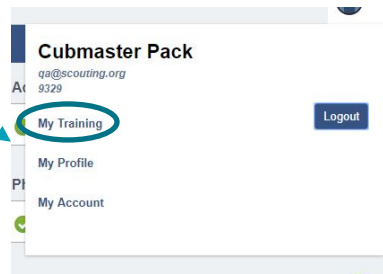 Cubmaster Pack
qa@scouting.org
9329
My Training
Logout
My Profile
My Account